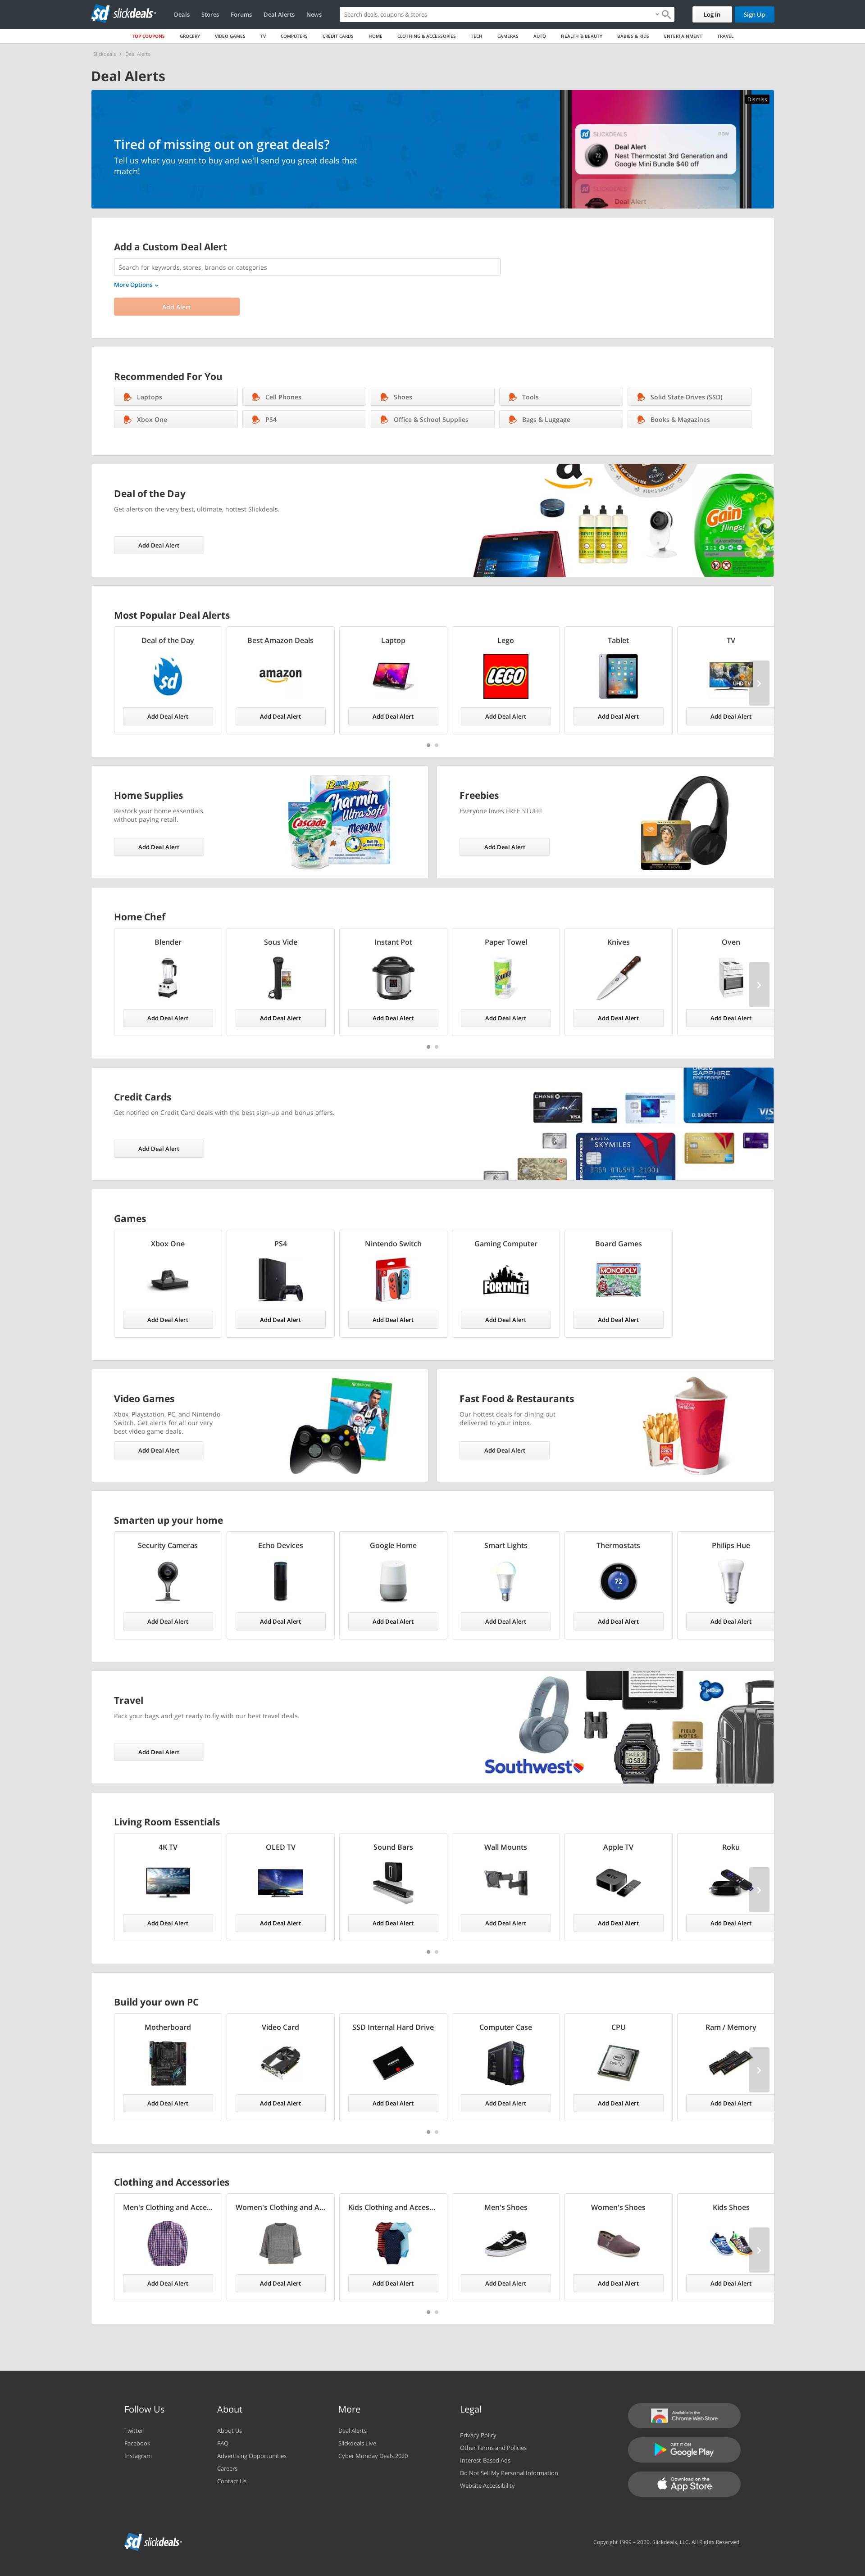 sd slickdeals
Deals
Stores
Forums
Deal Alerts
News
Search deals, coupons & stores
Log In
Sign Up
TOP COUPONS
GROCERY
VIDEO GAMES
TV
COMPUTERS
CREDIT CARDS
HOME
CLOTHING & ACCESSORIES
TECH
CAMERAS
AUTO
HEALTH & BEAUTY
BABIES & KIDS
ENTERTAINMENT
TRAVEL
Slickdeals
Deal Alerts
Deal Alerts
Dismiss
Tired of missing out on great deals?
Tell us what you want to buy and we'll send you great deals that
match!
SLICKDEALS
now
Deal Alert
Nest Thermostat 3rd Generation and
Google Mini Bundle $40 off
SLICKDEALS
Deal Alert
Add a Custom Deal Alert
Search for keywords, stores, brands or categories
More Options
Add Alert
Recommended For You
Laptops
Cell Phones
Shoes
Tools
Solid State Drives (SSD)
Xbox One
PS4
Office & School Supplies
Bags & Luggage
Books & Magazines
Deal of the Day
Get alerts on the very best, ultimate, hottest Slickdeals.
Add Deal Alert
Gain
flings!
Most Popular Deal Alerts
Deal of the Day
Best Amazon Deals
Laptop
Lego
Tablet
TV
sd
amazon
LEGO
UHD TV
Add Deal Alert
Add Deal Alert
Add Deal Alert
Add Deal Alert
Add Deal Alert
Add Deal Alert
Home Supplies
Restock your home essentials
without paying retail.
Add Deal Alert
Charmin
Ultra Soft
Mega Roll
Cascade
Freebies
Everyone loves FREE STUFF!
Add Deal Alert
Home Chef
Blender
Sous Vide
Instant Pot
Paper Towel
Knives
Oven
Bounty
Add Deal Alert
Add Deal Alert
Add Deal Alert
Add Deal Alert
Add Deal Alert
Add Deal Alert
Credit Cards
Get notified on Credit Card deals with the best sign-up and bonus offers.
Add Deal Alert
CHASE
ink
VISA
SAPPHIRE
PREFERRED
D. BARRETT
VISA
DELTA
SKYMILES
3759 876543 21001
Games
Xbox One
PS4
Nintendo Switch
Gaming Computer
Board Games
FORTNITE
MONOPOLY
Add Deal Alert
Add Deal Alert
Add Deal Alert
Add Deal Alert
Add Deal Alert
Video Games
Xbox, Playstation, PC, and Nintendo
Switch. Get alerts for all our very
best video game deals.
Add Deal Alert
Fast Food & Restaurants
Our hottest deals for dining out
delivered to your inbox.
Add Deal Alert
Smarten up your home
Security Cameras
Echo Devices
Google Home
Smart Lights
Thermostats
Philips Hue
72
Add Deal Alert
Add Deal Alert
Add Deal Alert
Add Deal Alert
Add Deal Alert
Add Deal Alert
Travel
Pack your bags and get ready to fly with our best travel deals.
Add Deal Alert
Southwest
kindle
FIELD
NOTES
Living Room Essentials
4K TV
OLED TV
Sound Bars
Wall Mounts
Apple TV
Roku
Add Deal Alert
Add Deal Alert
Add Deal Alert
Add Deal Alert
Add Deal Alert
Add Deal Alert
Build your own PC
Motherboard
Video Card
SSD Internal Hard Drive
Computer Case
CPU
Ram / Memory
Add Deal Alert
Add Deal Alert
Add Deal Alert
Add Deal Alert
Add Deal Alert
Add Deal Alert
Clothing and Accessories
Men's Clothing and Acce...
Women's Clothing and A...
Kids Clothing and Acces...
Men's Shoes
Women's Shoes
Kids Shoes
Add Deal Alert
Add Deal Alert
Add Deal Alert
Add Deal Alert
Add Deal Alert
Add Deal Alert
Follow Us
Twitter
Facebook
Instagram
About
About Us
FAQ
Advertising Opportunities
Careers
Contact Us
More
Deal Alerts
Slickdeals Live
Cyber Monday Deals 2020
Legal
Privacy Policy
Other Terms and Policies
Interest-Based Ads
Do Not Sell My Personal Information
Website Accessibility
Available in the
Chrome Web Store
GET IT ON
Google Play
Download on the
App Store
sd slickdeals
Copyright 1999 – 2020. Slickdeals, LLC. All Rights Reserved.